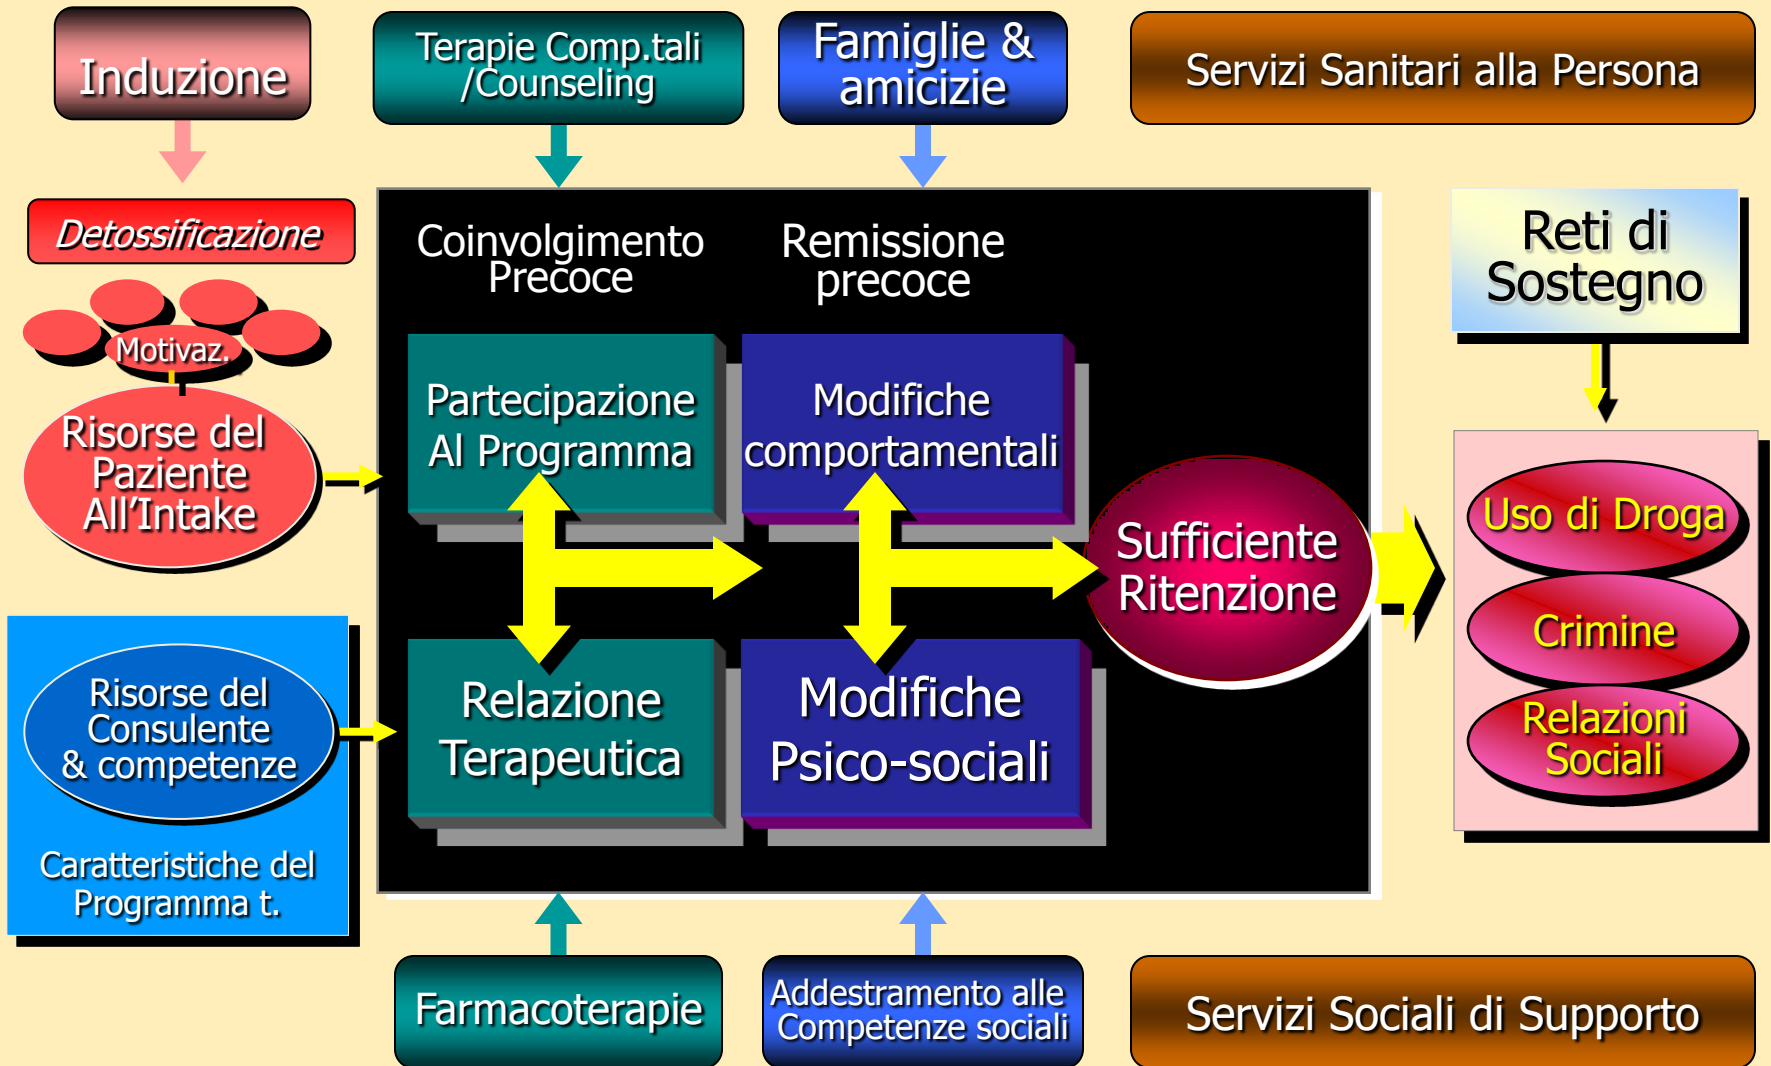 Induzione
Terapie Comp.tali
/Counseling
Famiglie &
amicizie
Servizi Sanitari alla Persona
Detossificazione
Motivaz.
Risorse del
Paziente
All'Intake
Coinvolgimento
Precoce
Remissione
precoce
Partecipazione
Al Programma
Modifiche
comportamentali
Sufficiente
Ritenzione
Relazione
Terapeutica
Modifiche
Psico-sociali
Reti di
Sostegno
Uso di Droga
Crimine
Relazioni
Sociali
Risorse del
Consulente
& competenze
Caratteristiche del
Programma t.
Farmacoterapie
Addestramento alle
Competenze sociali
Servizi Sociali di Supporto